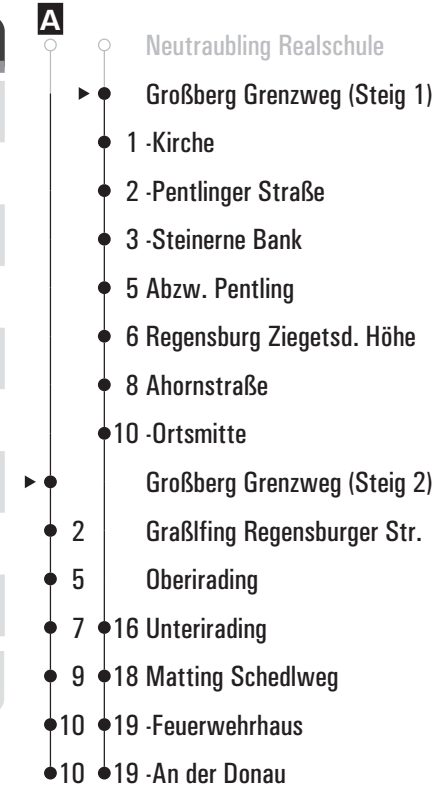 A
Neutraubling Realschule
Großberg Grenzweg (Steig 1)
1 -Kirche
2 -Pentlinger Straße
3 -Steinerne Bank
5 Abzw. Pentling
6 Regensburg Ziegetsd. Höhe
8 Ahornstraße
10 -Ortsmitte
Großberg Grenzweg (Steig 2)
2 Graßlfing Regensburger Str.
5 Oberirading
7 16 Unterirading
9 18 Matting Schedlweg
10 19 -Feuerwehrhaus
10 19 -An der Donau